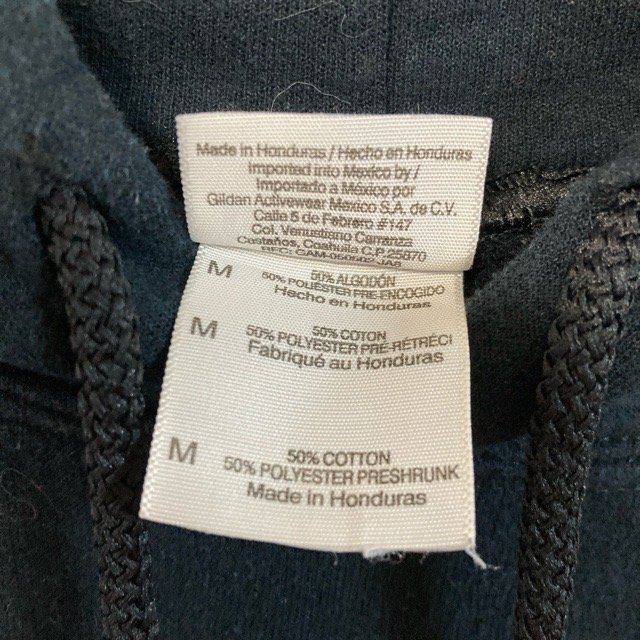 Made in Honduras / Hecho en Honduras
Imported into Mexico by /
Importado a México por
Gildan Activewear Mexico S.A. de C.V.
Calle 5 de Febrero #147
Col. Venustiano Carranza
Castaños, Coahuila 25870
M
50% ALGODÓN
50% POLIÉSTER PRE-ENCOGIDO
Hecho en Honduras
M
50% COTON
50% POLYESTER PRÉ-RÉTRÉCI
Fabriqué au Honduras
M
50% COTTON
50% POLYESTER PRESHRUNK
Made in Honduras